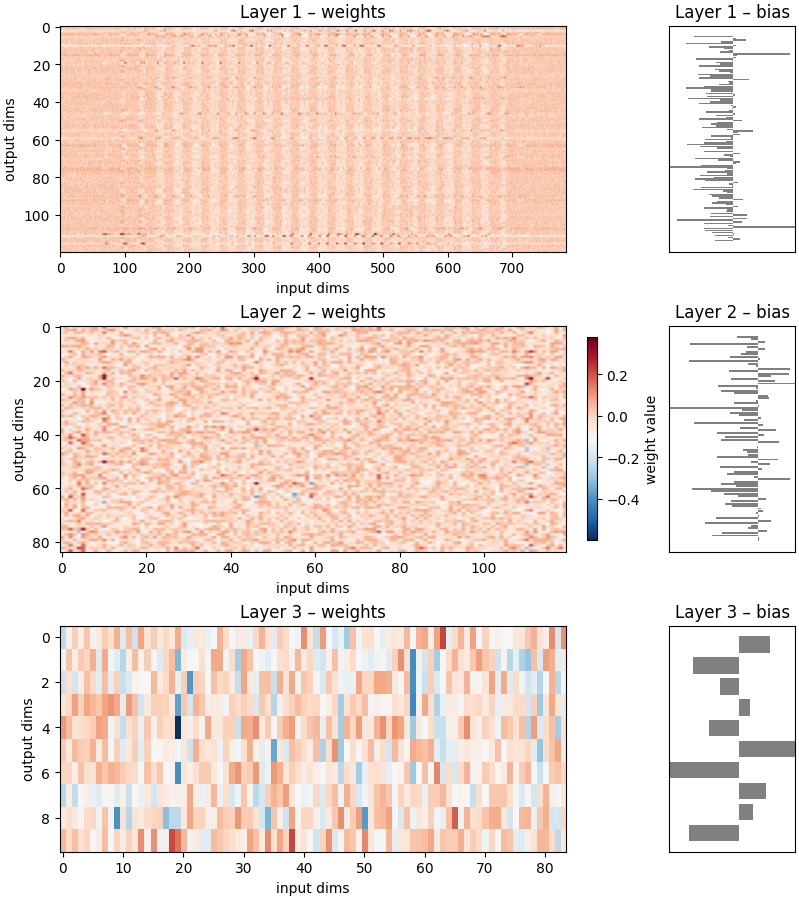 Layer 1 – weights
Layer 1 – bias
0
20
40
60
80
100
output dims
0 100 200 300 400 500 600 700
input dims
Layer 2 – weights
Layer 2 – bias
0
20
40
60
80
output dims
0 20 40 60 80 100
input dims
0.2
0.0
−0.2
−0.4
weight value
Layer 3 – weights
Layer 3 – bias
0
2
4
6
8
output dims
0 10 20 30 40 50 60 70 80
input dims